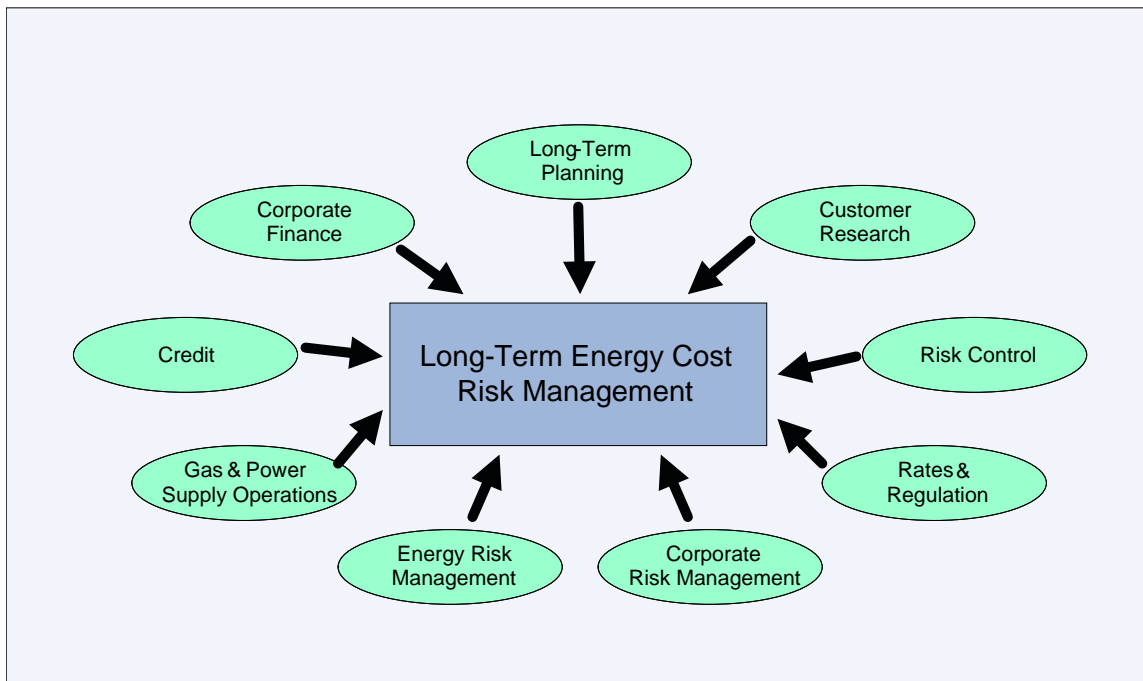 Long-Term
Planning
Corporate
Finance
Customer
Research
Long-Term Energy Cost
Risk Management
Credit
Risk Control
Gas & Power
Supply Operations
Rates &
Regulation
Energy Risk
Management
Corporate
Risk Management